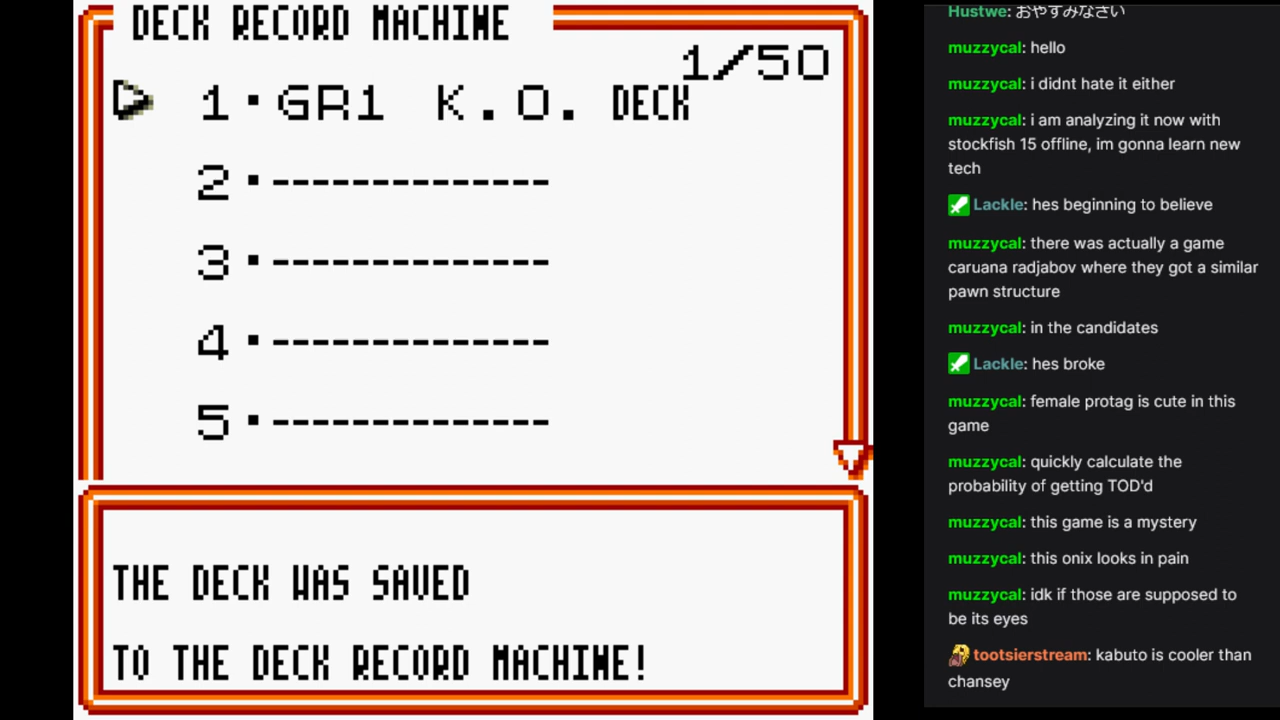 DECK RECORD MACHINE
1/50
1・GR1 K.O. DECK
2・--------------
3・--------------
4・--------------
5・--------------
THE DECK WAS SAVED
TO THE DECK RECORD MACHINE!
Hustwe: おやすみなさい
muzzycal: hello
muzzycal: i didnt hate it either
muzzycal: i am analyzing it now with
stockfish 15 offline, im gonna learn new
tech
Lackle: hes beginning to believe
muzzycal: there was actually a game
caruana radjabov where they got a similar
pawn structure
muzzycal: in the candidates
Lackle: hes broke
muzzycal: female protag is cute in this
game
muzzycal: quickly calculate the
probability of getting TOD'd
muzzycal: this game is a mystery
muzzycal: this onix looks in pain
muzzycal: idk if those are supposed to
be its eyes
tootsierstream: kabuto is cooler than
chansey